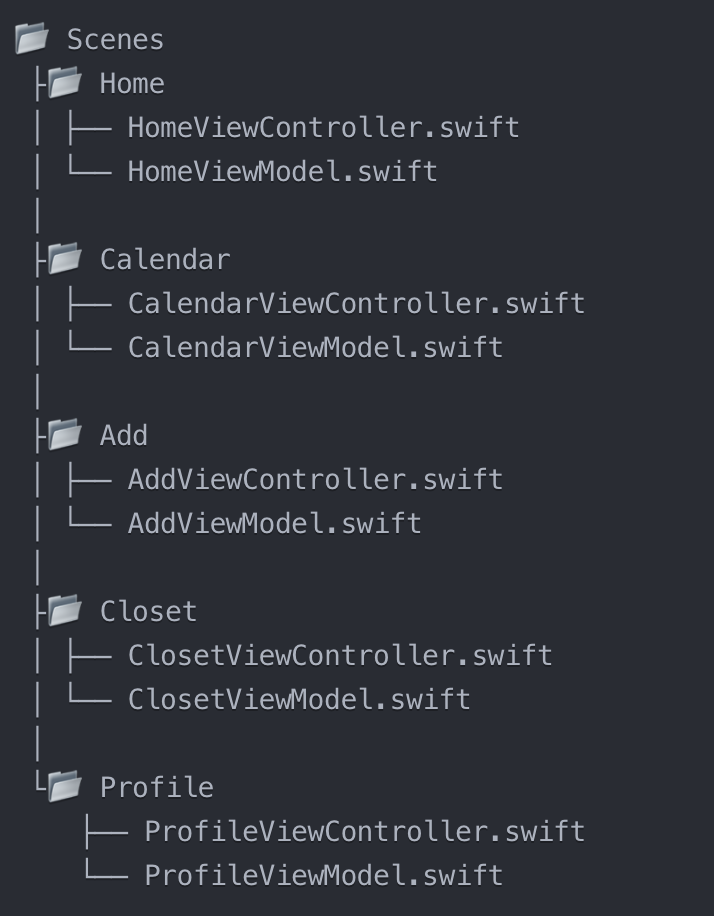 📂 Scenes
 ├📂 Home
 │ ├── HomeViewController.swift
 │ └── HomeViewModel.swift
 │
 ├📂 Calendar
 │ ├── CalendarViewController.swift
 │ └── CalendarViewModel.swift
 │
 ├📂 Add
 │ ├── AddViewController.swift
 │ └── AddViewModel.swift
 │
 ├📂 Closet
 │ ├── ClosetViewController.swift
 │ └── ClosetViewModel.swift
 │
 └📂 Profile
    ├── ProfileViewController.swift
    └── ProfileViewModel.swift